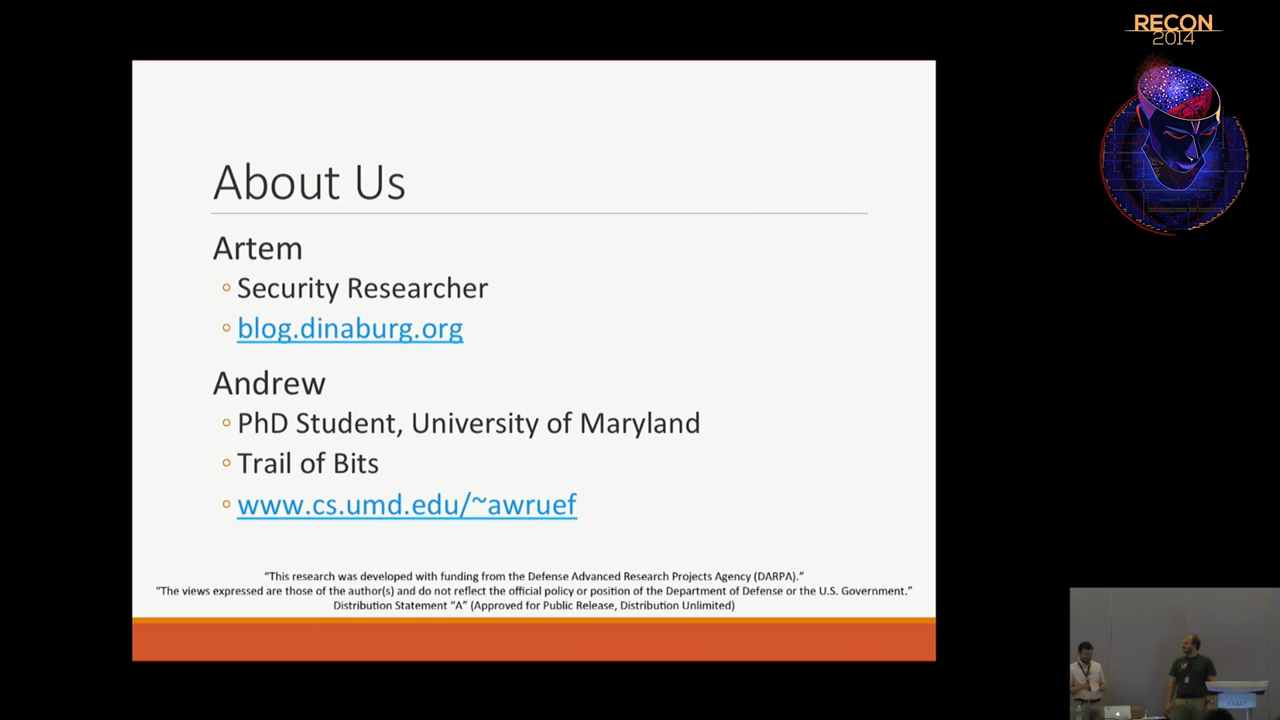 RECON
2014
About Us
Artem
Security Researcher
blog.dinaburg.org
Andrew
PhD Student, University of Maryland
Trail of Bits
www.cs.umd.edu/~awruef
“This research was developed with funding from the Defense Advanced Research Projects Agency (DARPA).”
“The views expressed are those of the author(s) and do not reflect the official policy or position of the Department of Defense or the U.S. Government.”
Distribution Statement “A” (Approved for Public Release, Distribution Unlimited)